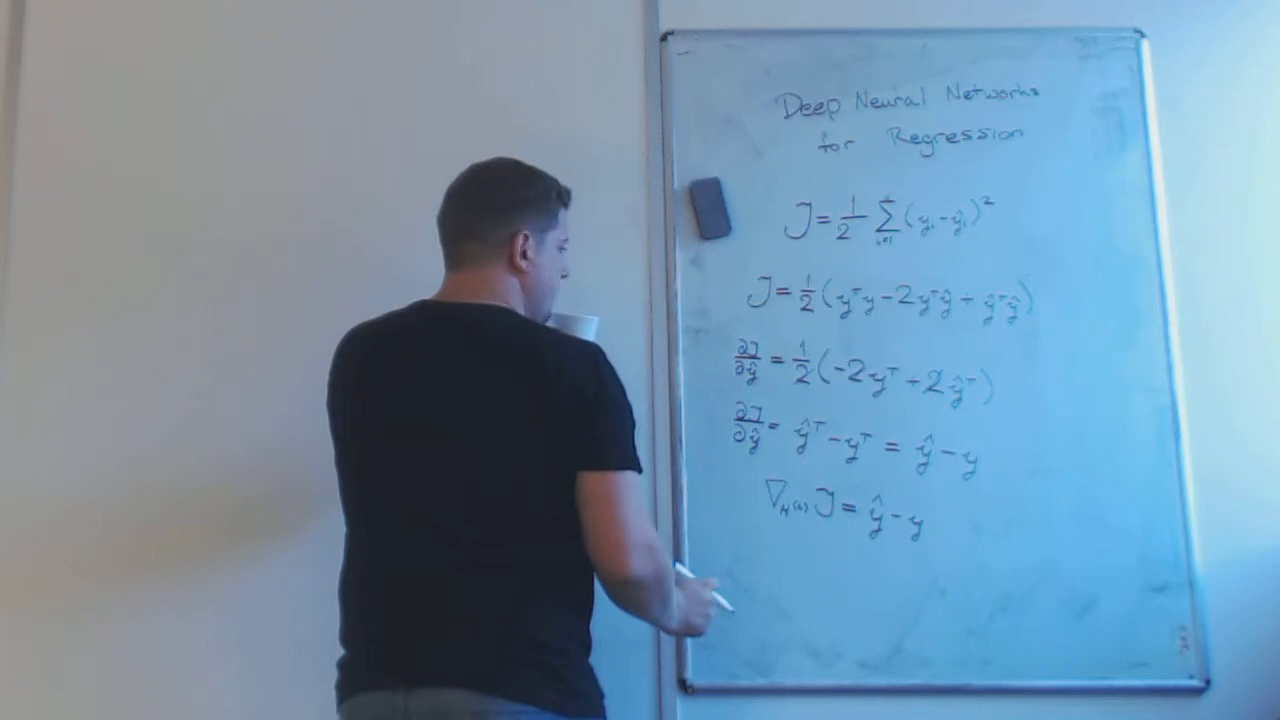 Deep Neural Networks
for Regression
J = 1/2 Σ i=1 (yᵢ - ŷᵢ)²
J = 1/2 (yᵀy - 2yᵀŷ + ŷᵀŷ)
∂J/∂ŷ = 1/2 (-2yᵀ + 2ŷᵀ)
∂J/∂ŷ = ŷᵀ - yᵀ = ŷ - y
J = ŷ - y